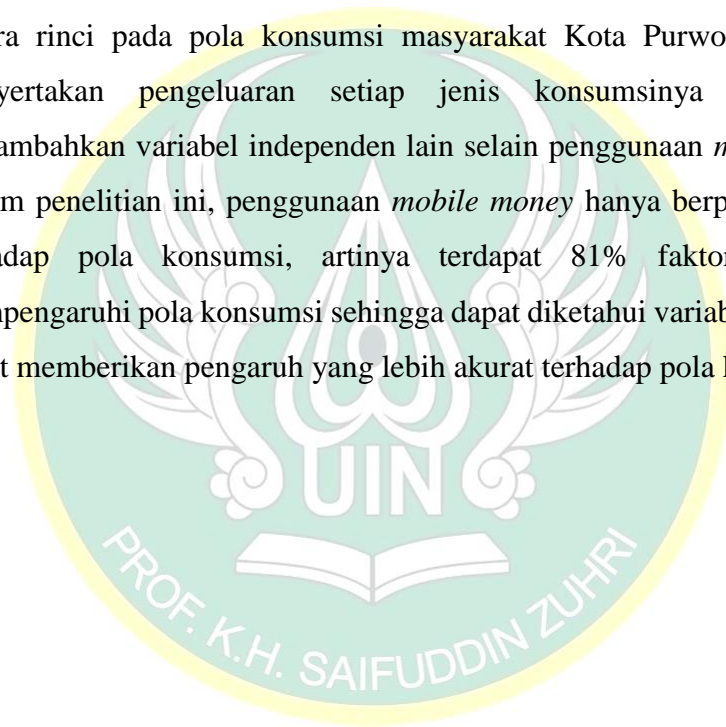 ra rinci pada pola konsumsi masyarakat Kota Purwo
yertakan pengeluaran setiap jenis konsumsinya
ambahkan variabel independen lain selain penggunaan m
m penelitian ini, penggunaan mobile money hanya berp
adap pola konsumsi, artinya terdapat 81% faktor
npengaruhi pola konsumsi sehingga dapat diketahui variab
t memberikan pengaruh yang lebih akurat terhadap pola
UIN
PROF. K.H. SAIFUDDIN ZUHRI